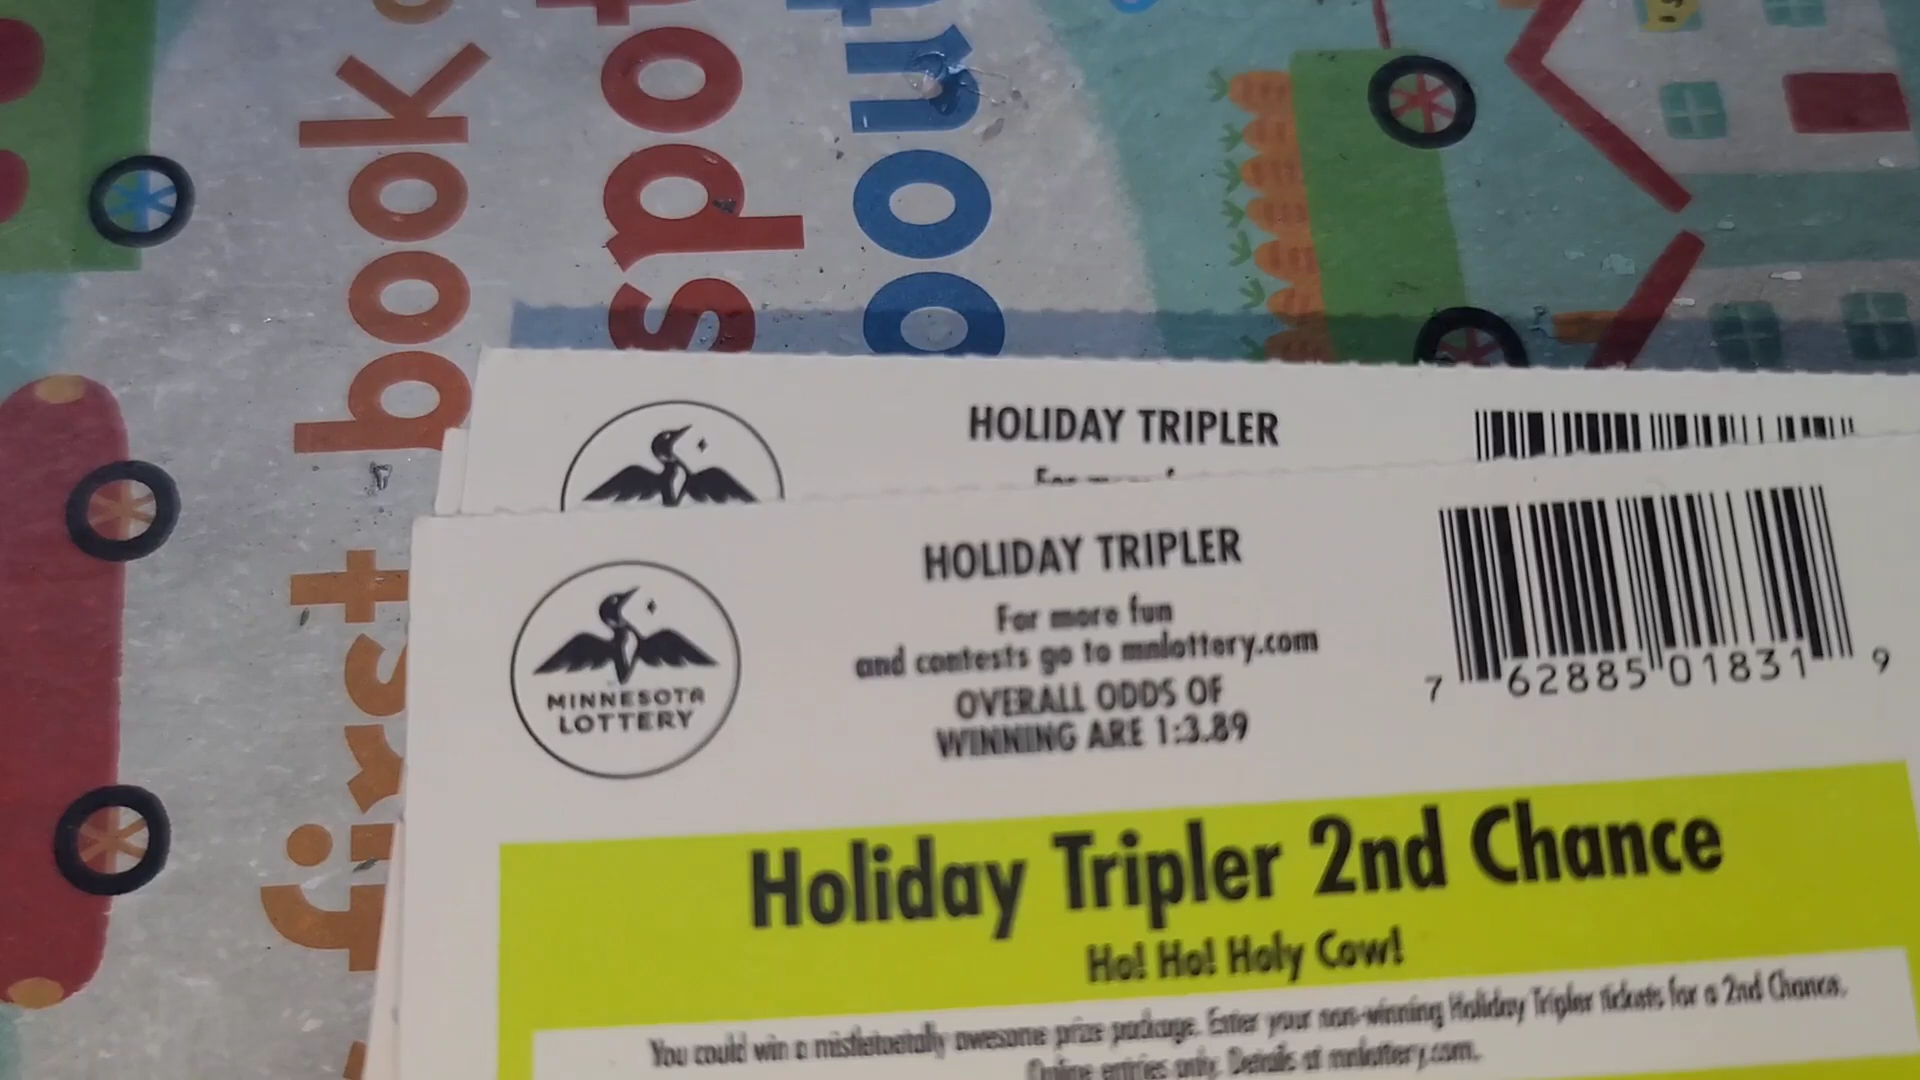 first book
spot
HOLIDAY TRIPLER
HOLIDAY TRIPLER
For more fun
and contests go to mnlottery.com
OVERALL ODDS OF
WINNING ARE 1:3.89
MINNESOTA
LOTTERY
7 62885 01831 9
Holiday Tripler 2nd Chance
Ho! Ho! Holy Cow!
You could win a mistletoetally awesome prize package. Enter your non-winning Holiday Tripler tickets for a 2nd Chance.
Online entries only. Details at mnlottery.com.